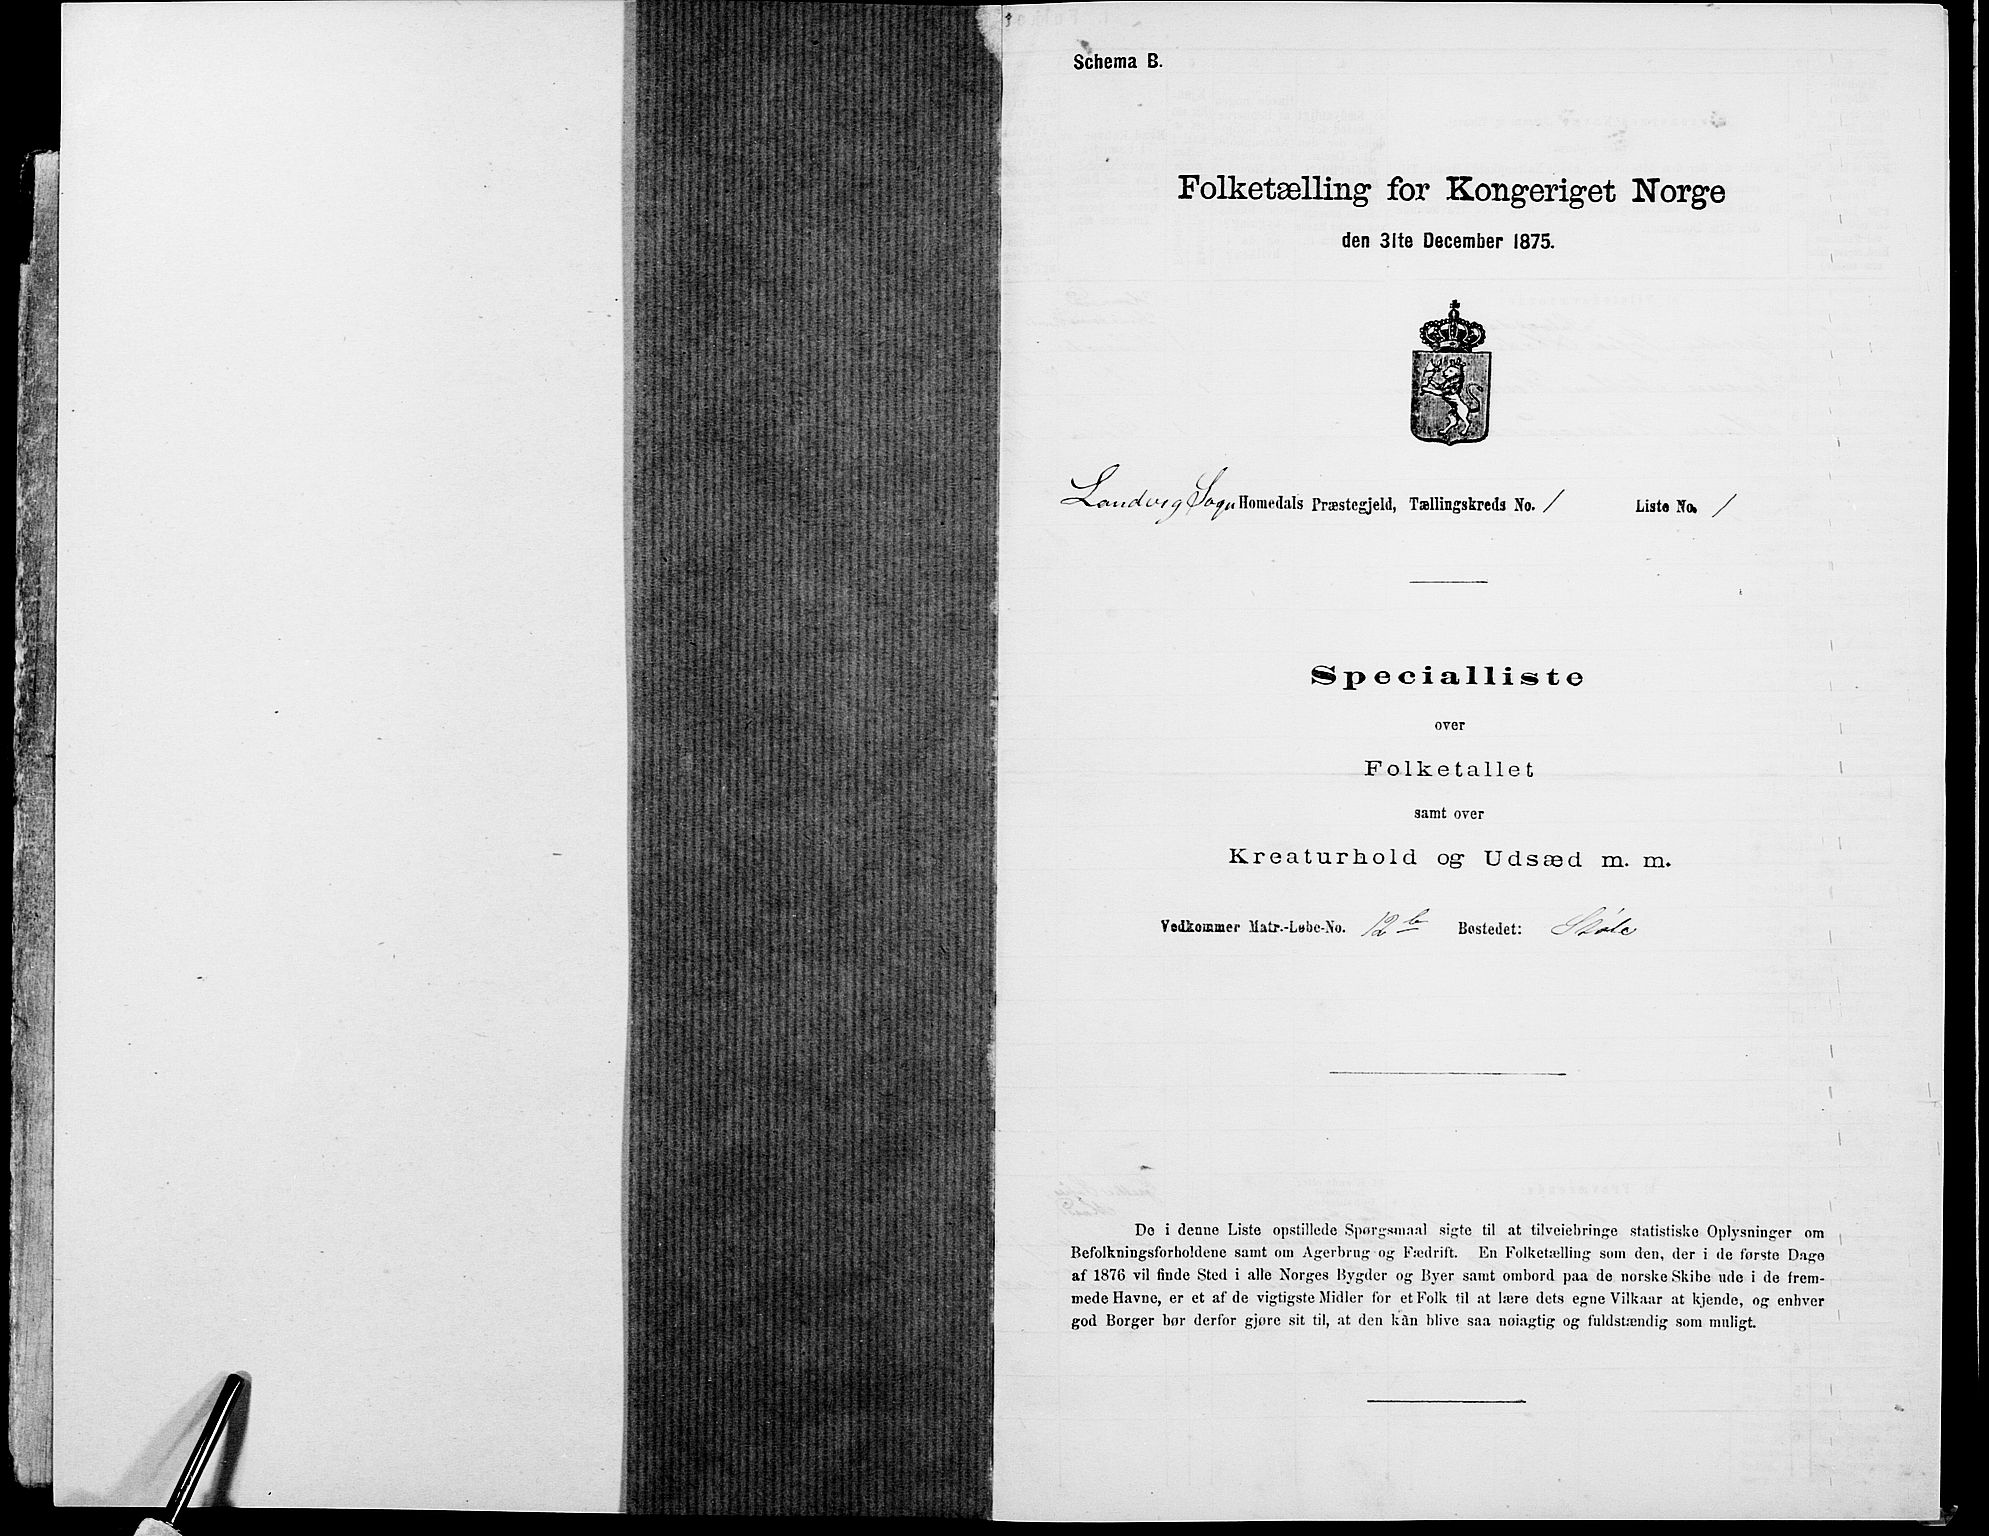 Schema B.
Folketælling for Kongeriget Norge
den 31te December 1875.
Landvig Sogn Homedals Præstegjeld, Tællingskreds No. 1 Liste No. 1
Specialliste
over
Folketallet
samt over
Kreaturhold og Udsæd m. m.
Vedkommer Matr.-Løbe-No. 12 b Bostedet: Støle
De i denne Liste opstillede Spørgsmaal sigte til at tilveiebringe statistiske Oplysninger om
Befolkningsforholdene samt om Agerbrug og Fædrift. En Folketælling som den, der i de første Dage
af 1876 vil finde Sted i alle Norges Bygder og Byer samt ombord paa de norske Skibe ude i de frem-
mede Havne, er et af de vigtigste Midler for et Folk til at lære dets egne Vilkaar at kjende, og enhver
god Borger bør derfor gjøre sit til, at den kan blive saa nøiagtig og fuldstændig som muligt.